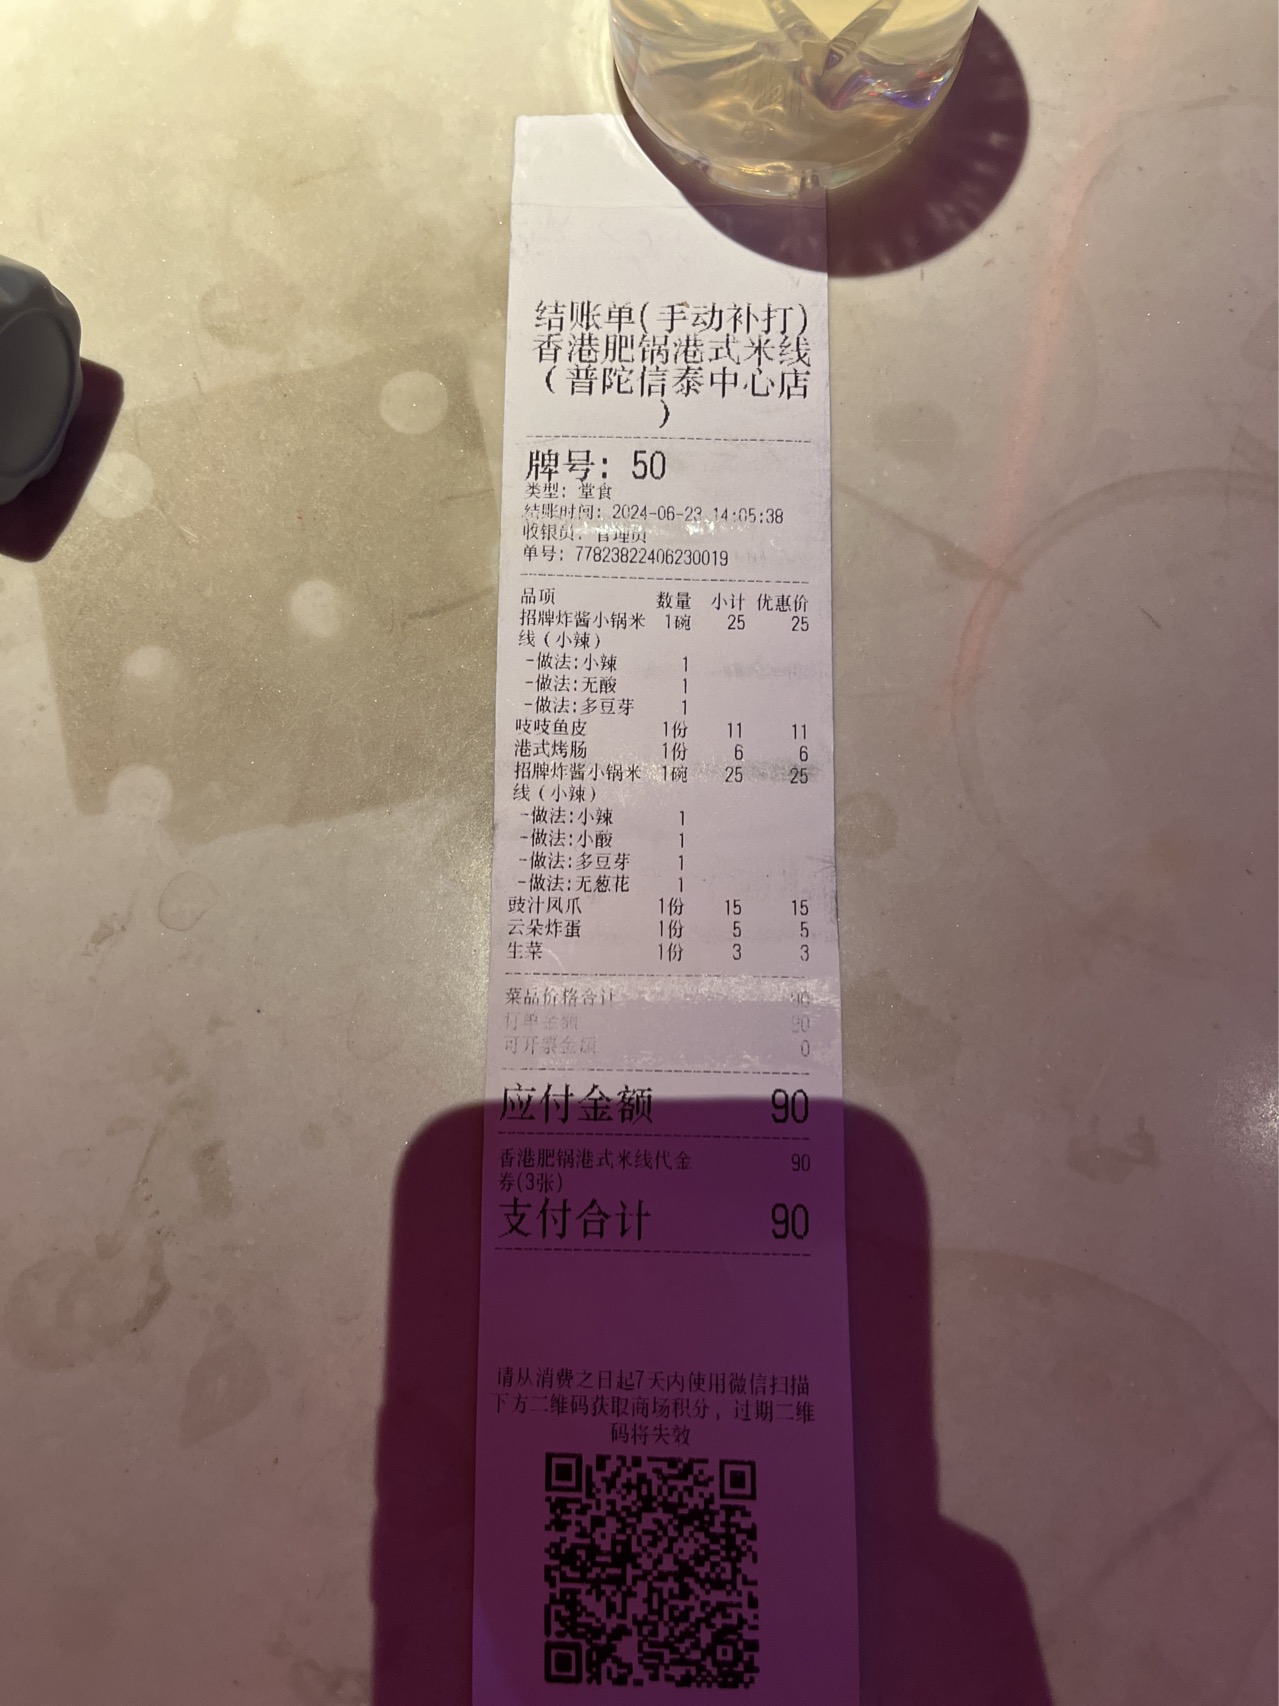 结账单(手动补打)
香港肥锅港式米线
(普陀信泰中心店
)
牌号: 50
类型: 堂食
结账时间: 2024-06-23 14:05:38
收银员: 管理员
单号: 77823822406230019
品项 数量 小计 优惠价
招牌炸酱小锅米 1碗 25 25
线(小辣)
-做法:小辣 1
-做法:无酸 1
-做法:多豆芽 1
吱吱鱼皮 1份 11 11
港式烤肠 1份 6 6
招牌炸酱小锅米 1碗 25 25
线(小辣)
-做法:小辣 1
-做法:小酸 1
-做法:多豆芽 1
-做法:无葱花 1
豉汁凤爪 1份 15 15
云朵炸蛋 1份 5 5
生菜 1份 3 3
菜品价格合计 90
订单金额 90
可开票金额 0
应付金额 90
香港肥锅港式米线代金 90
券(3张)
支付合计 90
请从消费之日起7天内使用微信扫描
下方二维码获取商场积分, 过期二维
码将失效